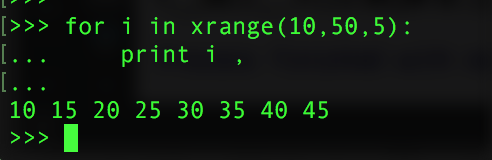 [>>> for i in xrange(10,50,5):
[...     print i ,
[...
10 15 20 25 30 35 40 45
>>>